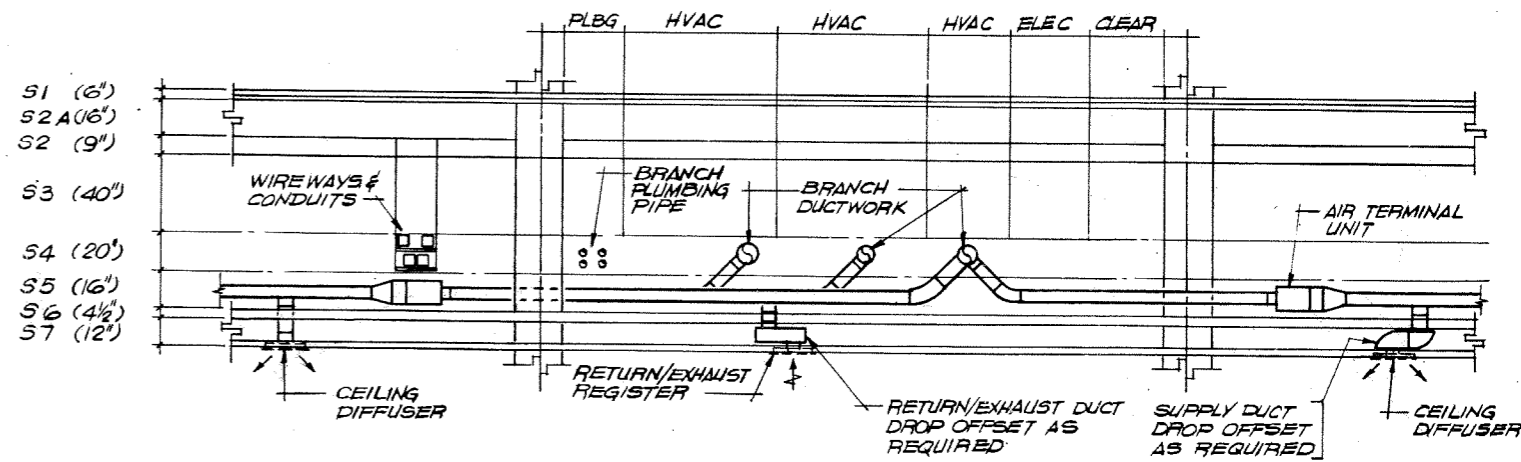 PLBG HVAC HVAC HVAC ELEC CLEAR
S1 (6")
S2A (16")
S2 (9")
S3 (40")
S4 (20")
S5 (16")
S6 (4½")
S7 (12")
WIREWAYS &
CONDUITS
BRANCH
PLUMBING
PIPE
BRANCH
DUCTWORK
AIR TERMINAL
UNIT
CEILING
DIFFUSER
RETURN/EXHAUST
REGISTER
RETURN/EXHAUST DUCT
DROP OFFSET AS
REQUIRED
SUPPLY DUCT
DROP OFFSET
AS REQUIRED
CEILING
DIFFUSER